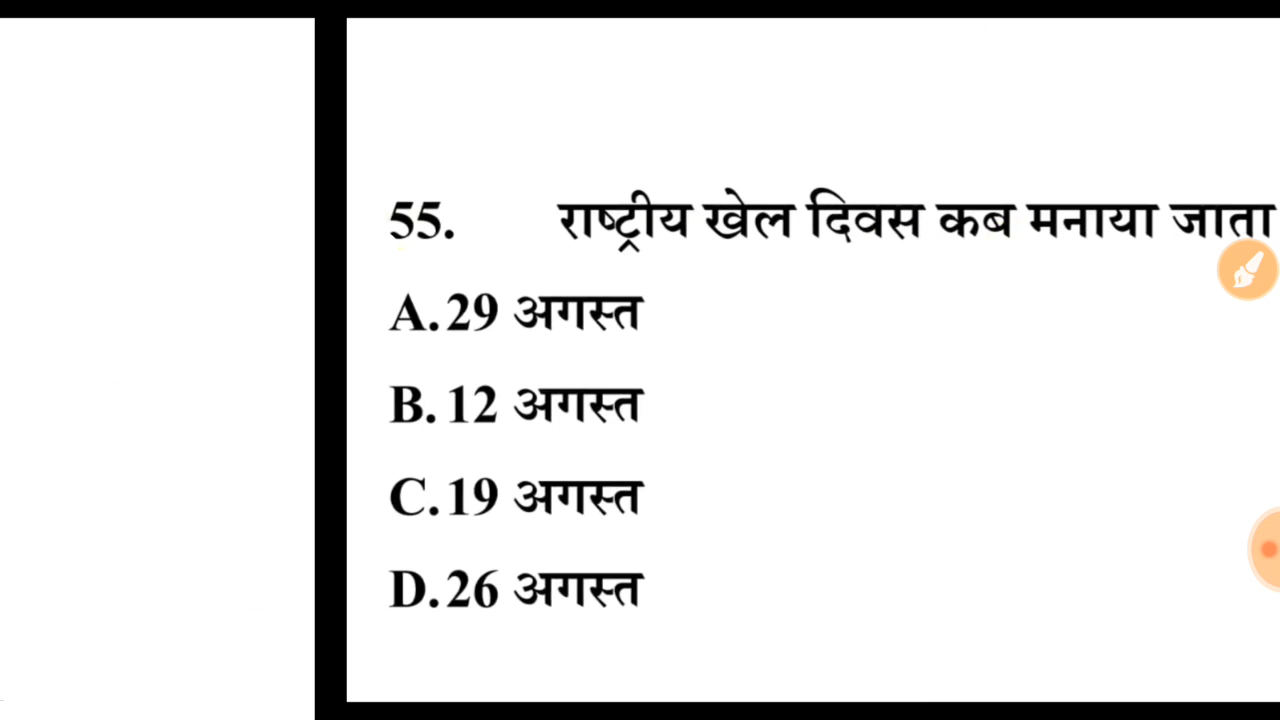 55. राष्ट्रीय खेल दिवस कब मनाया जाता
A. 29 अगस्त
B. 12 अगस्त
C. 19 अगस्त
D. 26 अगस्त